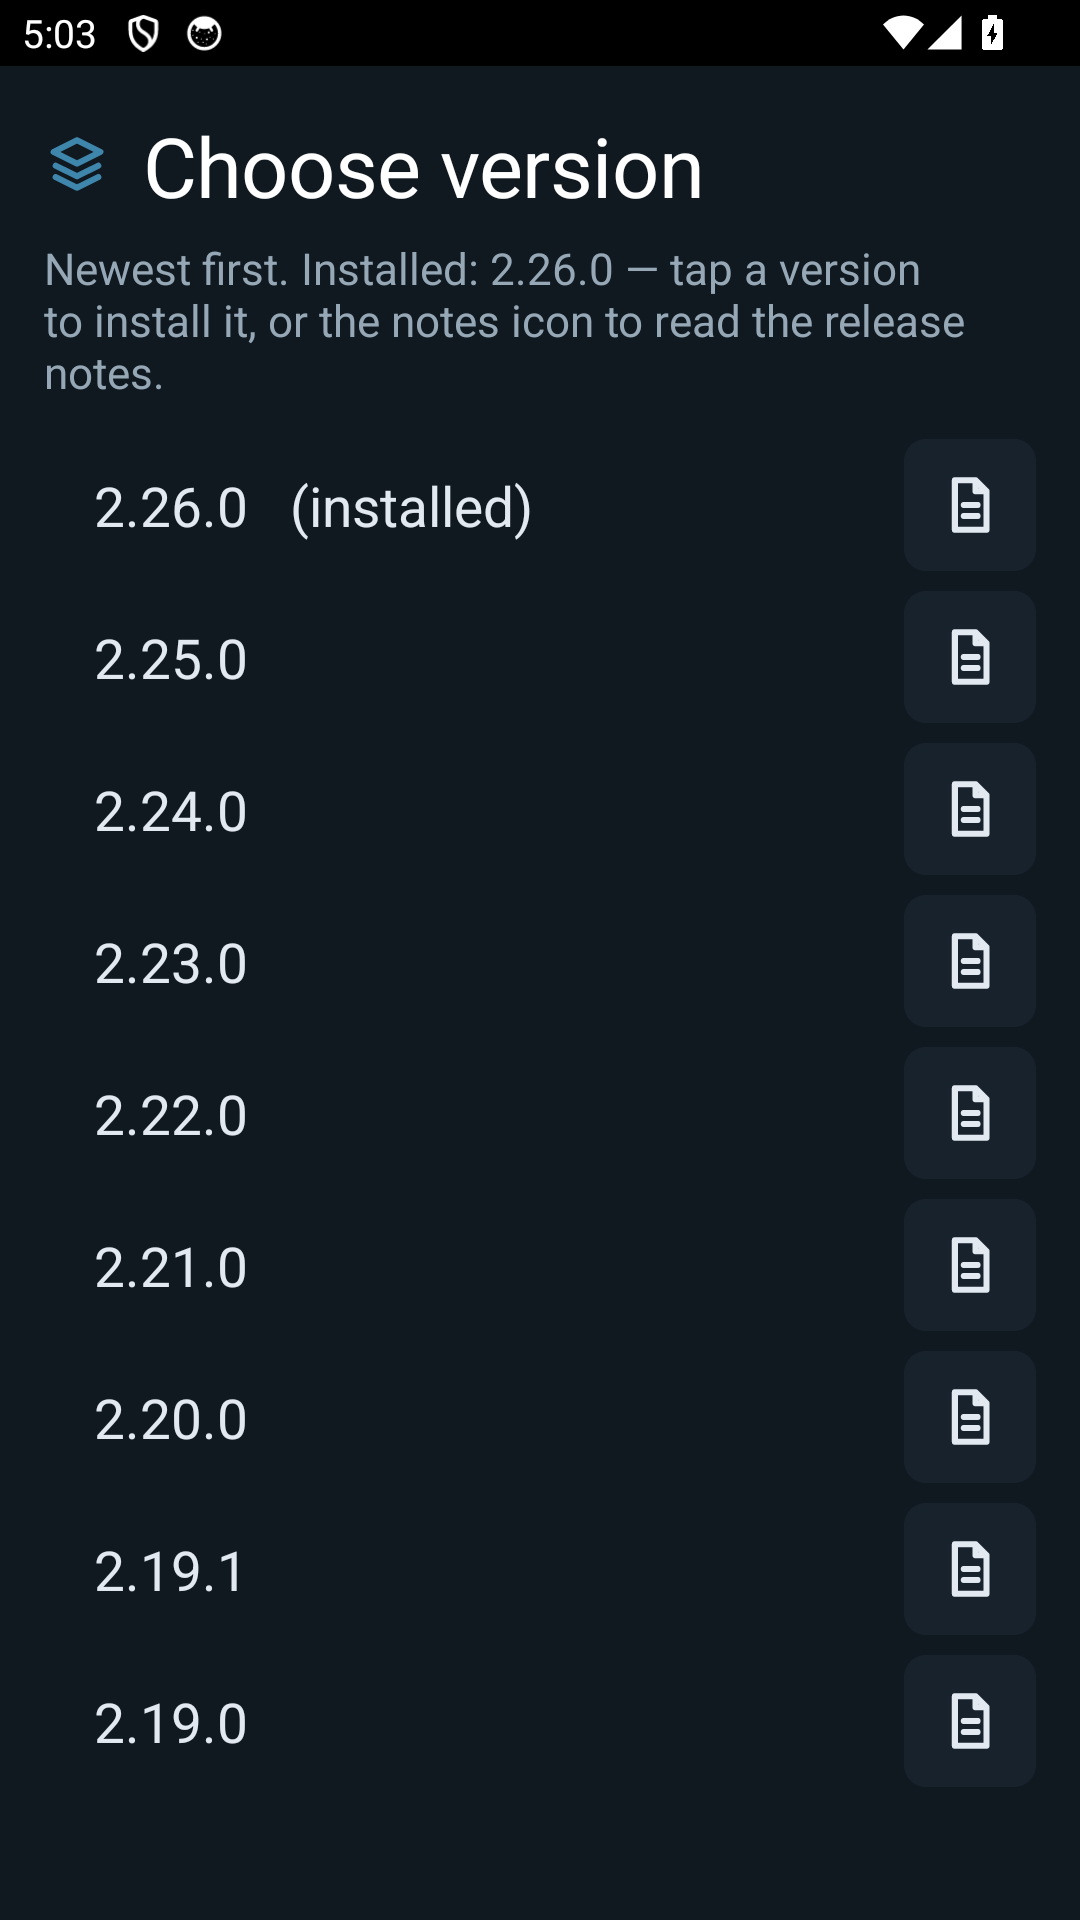 5:03
Choose version
Newest first. Installed: 2.26.0 — tap a version
to install it, or the notes icon to read the release
notes.
2.26.0 (installed)
2.25.0
2.24.0
2.23.0
2.22.0
2.21.0
2.20.0
2.19.1
2.19.0